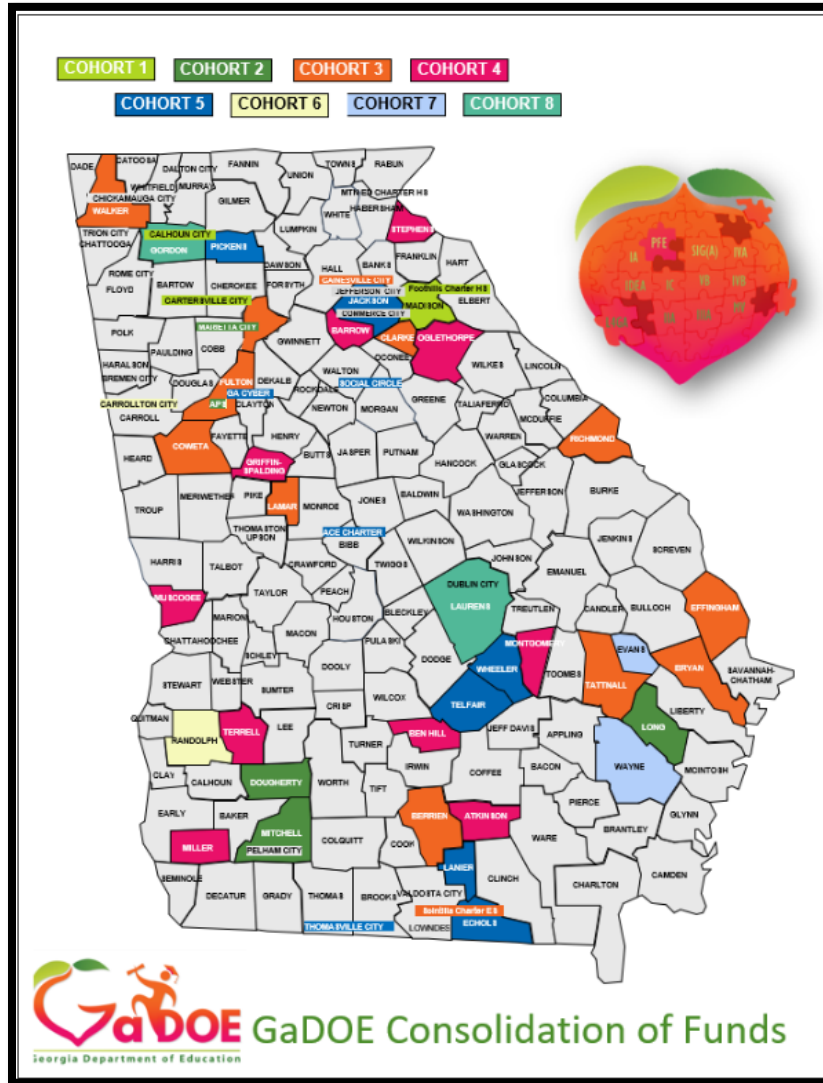 COHORT 1 COHORT 2 COHORT 3 COHORT 4
COHORT 5 COHORT 6 COHORT 7 COHORT 8
DADE CATOOSA DALTON CITY FANNIN TOWNS RABUN
WHITFIELD MURRAY UNION
CHICKAMAUGA CITY GILMER WHITE MTN ED CHARTER HS
WALKER HABERSHAM
TRION CITY CALHOUN CITY LUMPKIN STEPHENS
CHATTOOGA GORDON PICKENS
DAWSON HALL BANKS FRANKLIN HART
ROME CITY GAINESVILLE CITY
FLOYD BARTOW CHEROKEE FORSYTH JEFFERSON CITY Foothills Charter HS
CARTERSVILLE CITY JACKSON MADISON ELBERT
COMMERCE CITY
POLK MARIETTA CITY GWINNETT BARROW CLARKE OGLETHORPE
COBB OCONEE
PAULDING WALTON WILKES LINCOLN
HARALSON
BREMEN CITY DOUGLAS FULTON DEKALB ROCKDALE SOCIAL CIRCLE
GA CYBER COLUMBIA
CARROLLTON CITY APS CLAYTON NEWTON MORGAN GREENE TALIAFERRO MCDUFFIE
CARROLL
FAYETTE HENRY WARREN RICHMOND
COWETA
HEARD GRIFFIN-
SPALDING BUTTS JASPER PUTNAM HANCOCK GLASCOCK
JEFFERSON BURKE
TROUP MERIWETHER PIKE LAMAR MONROE JONES BALDWIN WASHINGTON
THOMASTON
UPSON ACE CHARTER
BIBB WILKINSON JENKINS SCREVEN
HARRIS TALBOT CRAWFORD TWIGGS JOHNSON EMANUEL
MUSCOGEE TAYLOR PEACH DUBLIN CITY
HOUSTON BLECKLEY LAURENS TREUTLEN CANDLER BULLOCH EFFINGHAM
CHATTAHOOCHEE MARION MACON PULASKI
SCHLEY DOOLY DODGE WHEELER MONTGOMERY TOOMBS EVANS BRYAN SAVANNAH-
CHATHAM
STEWART WEBSTER SUMTER TATTNALL
WILCOX TELFAIR
QUITMAN CRISP LIBERTY
RANDOLPH TERRELL LEE BEN HILL JEFF DAVIS APPLING LONG
TURNER
CLAY CALHOUN DOUGHERTY WORTH IRWIN COFFEE BACON WAYNE MCINTOSH
TIFT
EARLY BAKER MITCHELL BERRIEN ATKINSON PIERCE GLYNN
PELHAM CITY COLQUITT COOK WARE BRANTLEY
MILLER
SEMINOLE LANIER CLINCH CHARLTON CAMDEN
DECATUR GRADY THOMAS BROOKS VALDOSTA CITY
THOMASVILLE CITY LOWNDES ECHOLS
PFE
IA SIG(A) IVA
IDEA IC VB IVB
GaDOE
Georgia Department of Education
GaDOE Consolidation of Funds